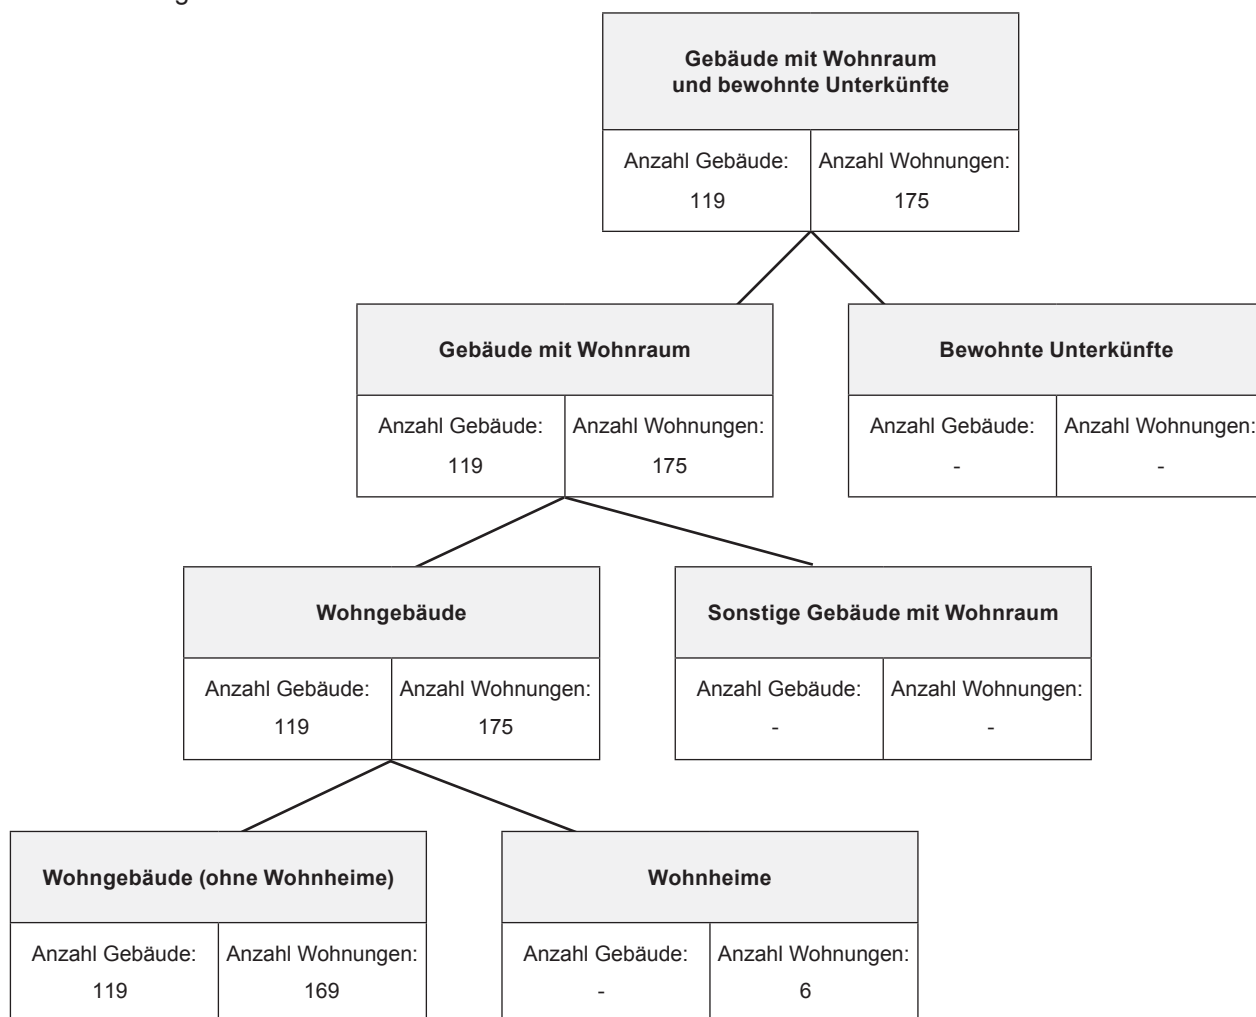 Gebäude mit Wohnraum
und bewohnte Unterkünfte
Anzahl Gebäude: Anzahl Wohnungen:
119 175
Gebäude mit Wohnraum Bewohnte Unterkünfte
Anzahl Gebäude: Anzahl Wohnungen: Anzahl Gebäude: Anzahl Wohnungen:
119 175 - -
Wohngebäude Sonstige Gebäude mit Wohnraum
Anzahl Gebäude: Anzahl Wohnungen: Anzahl Gebäude: Anzahl Wohnungen:
119 175 - -
Wohngebäude (ohne Wohnheime) Wohnheime
Anzahl Gebäude: Anzahl Wohnungen: Anzahl Gebäude: Anzahl Wohnungen:
119 169 - 6